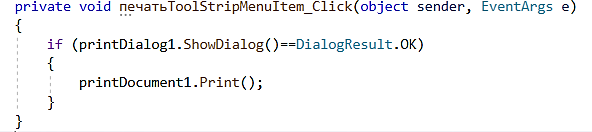 private void печатьToolStripMenuItem_Click(object sender, EventArgs e)
{
if (printDialog1.ShowDialog()==DialogResult.OK)
{
printDocument1.Print();
}
}